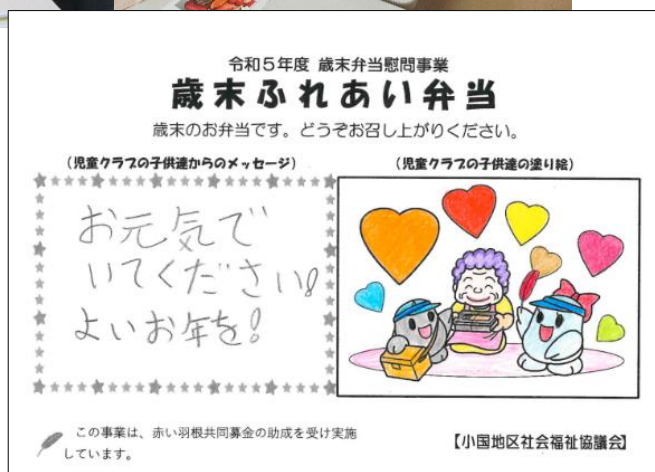 令和5年度 歳末弁当慰問事業
歳末ふれあい弁当
歳末のお弁当です。どうぞお召し上がりください。
(児童クラブの子供達からのメッセージ)
お元気で
いてください!
よいお年を!
(児童クラブの子供達の塗り絵)
この事業は、赤い羽根共同募金の助成を受け実施
しています。
【小国地区社会福祉協議会】